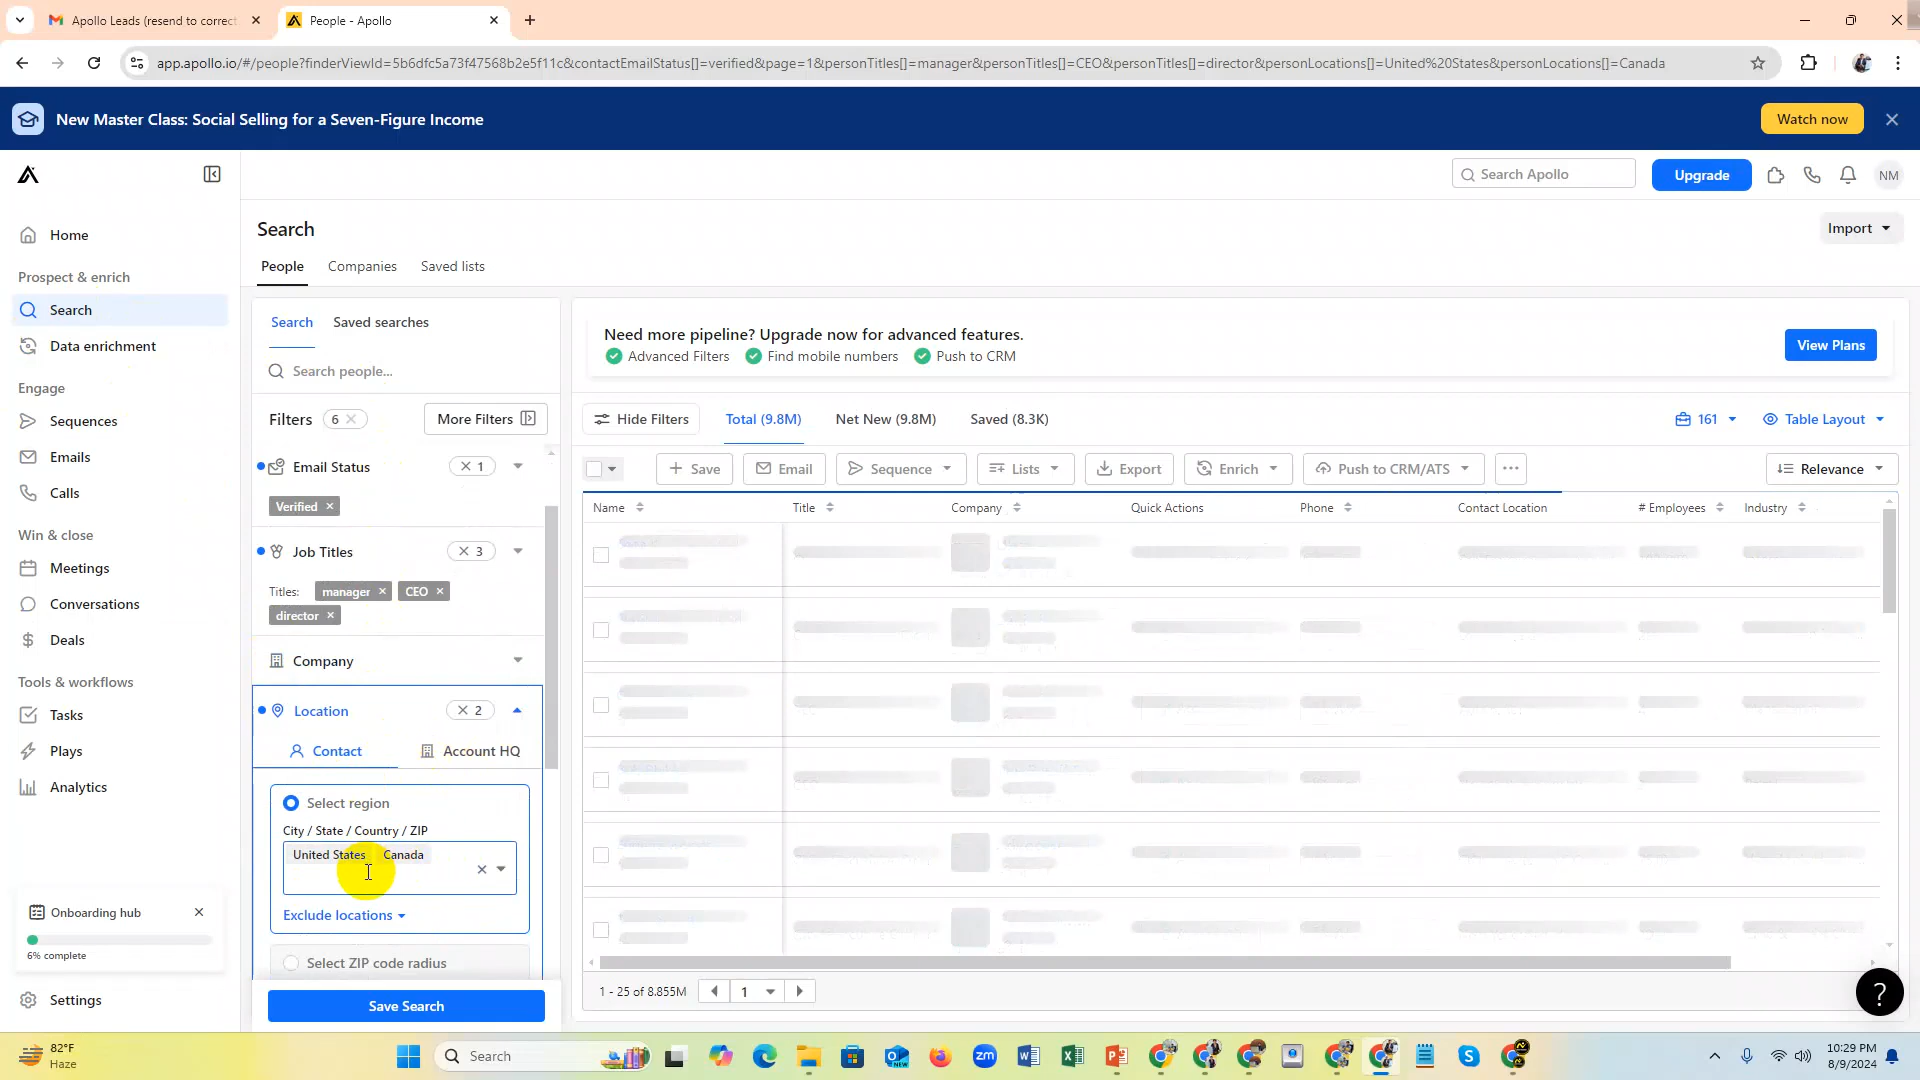 Apollo Leads (resend to correct
People - Apollo
app.apollo.io/#/people?finderViewId=5b6dfc5a73f47568b2e5f11c&contactEmailStatus[]=verified&page=1&personTitles[]=manager&personTitles[]=CEO&personTitles[]=director&personLocations[]=United%20States&personLocations[]=Canada
New Master Class: Social Selling for a Seven-Figure Income
Watch now
Search Apollo
Upgrade
NM
Home
Prospect & enrich
Search
Data enrichment
Engage
Sequences
Emails
Calls
Win & close
Meetings
Conversations
Deals
Tools & workflows
Tasks
Plays
Analytics
Onboarding hub
6% complete
Settings
Search
Import
People
Companies
Saved lists
Search
Saved searches
Search people...
Filters
6
More Filters
Email Status
1
Verified
Job Titles
3
Titles:
manager
CEO
director
Company
Location
2
Contact
Account HQ
Select region
City / State / Country / ZIP
United States
Canada
Exclude locations
Select ZIP code radius
Save Search
Need more pipeline? Upgrade now for advanced features.
Advanced Filters
Find mobile numbers
Push to CRM
View Plans
Hide Filters
Total (9.8M)
Net New (9.8M)
Saved (8.3K)
161
Table Layout
Save
Email
Sequence
Lists
Export
Enrich
Push to CRM/ATS
Relevance
Name
Title
Company
Quick Actions
Phone
Contact Location
# Employees
Industry
1 - 25 of 8.855M
1
?
82°F
Haze
Search
10:29 PM
8/9/2024